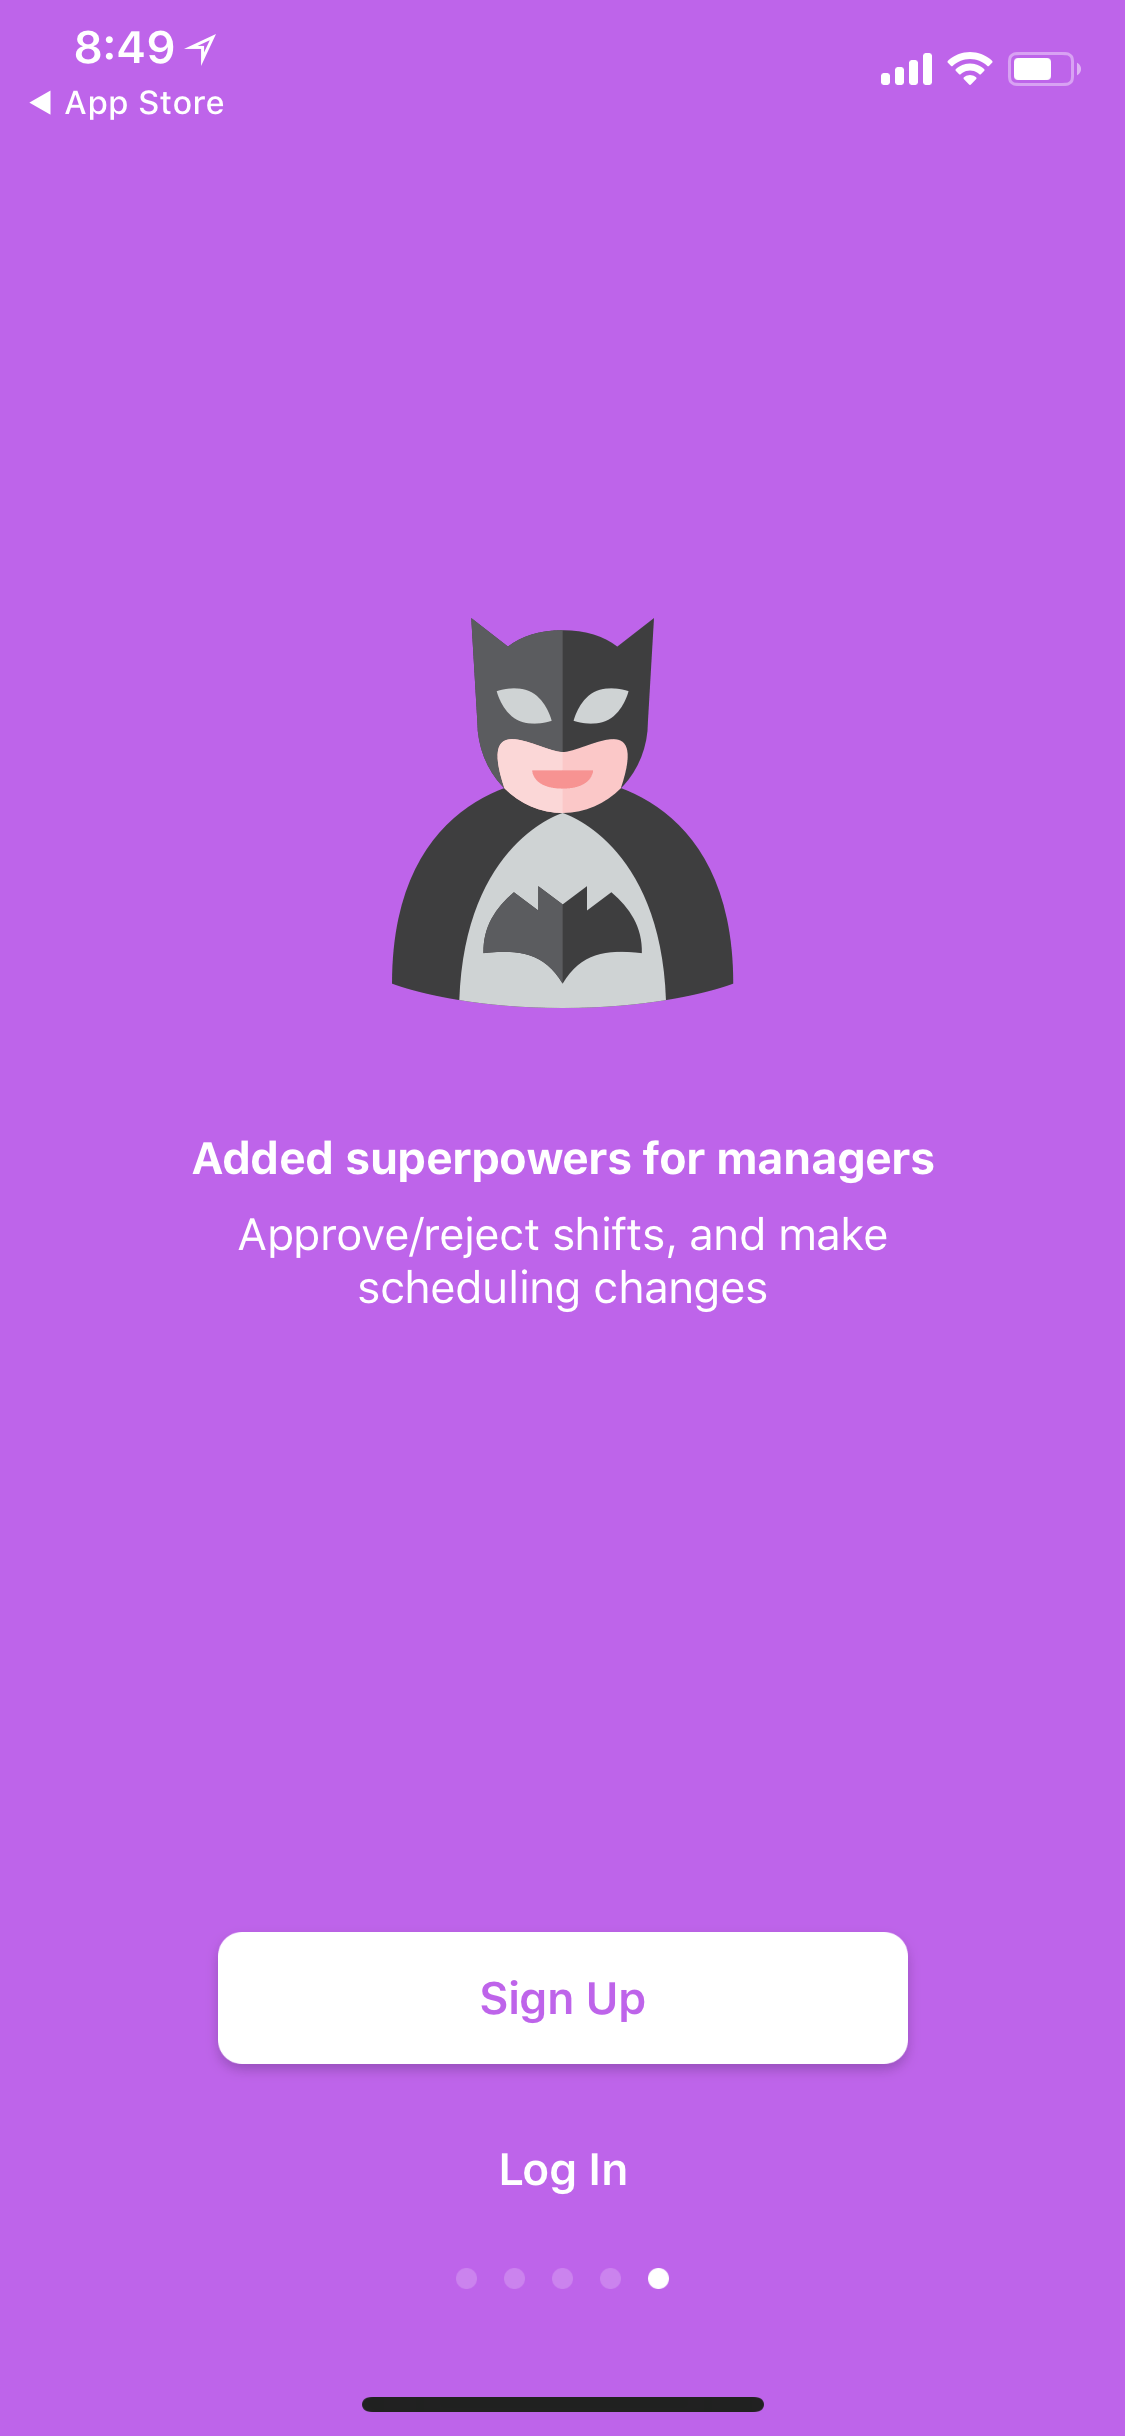 8:49
App Store
Added superpowers for managers
Approve/reject shifts, and make
scheduling changes
Sign Up
Log In